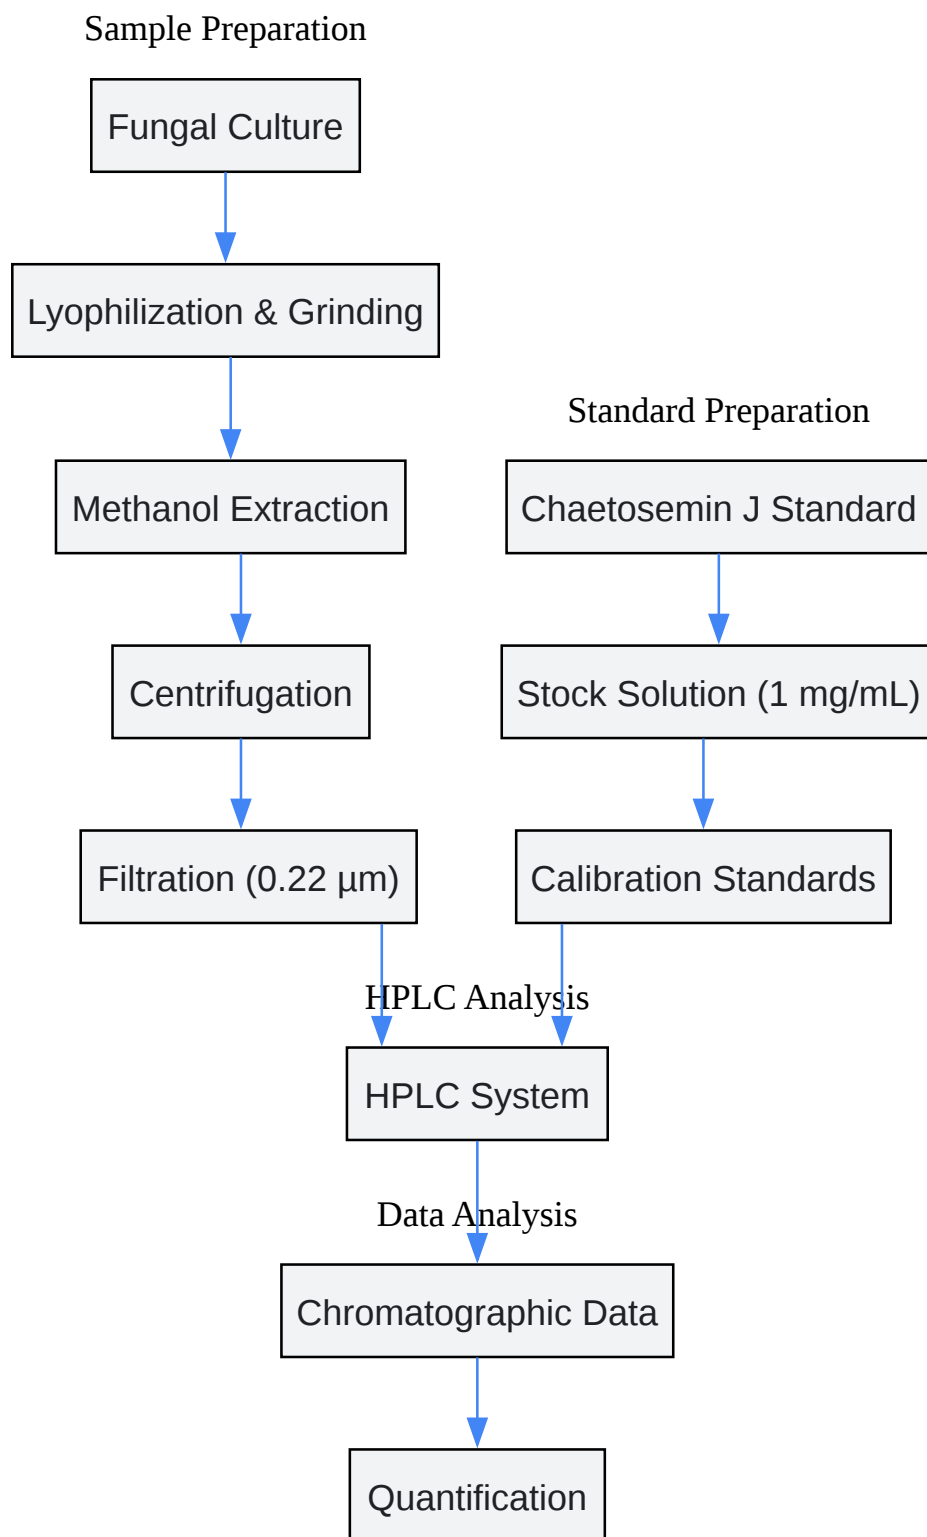 Sample Preparation
Fungal Culture
Lyophilization & Grinding
Methanol Extraction
Centrifugation
Filtration (0.22 µm)
Standard Preparation
Chaetosemin J Standard
Stock Solution (1 mg/mL)
Calibration Standards
HPLC Analysis
HPLC System
Data Analysis
Chromatographic Data
Quantification